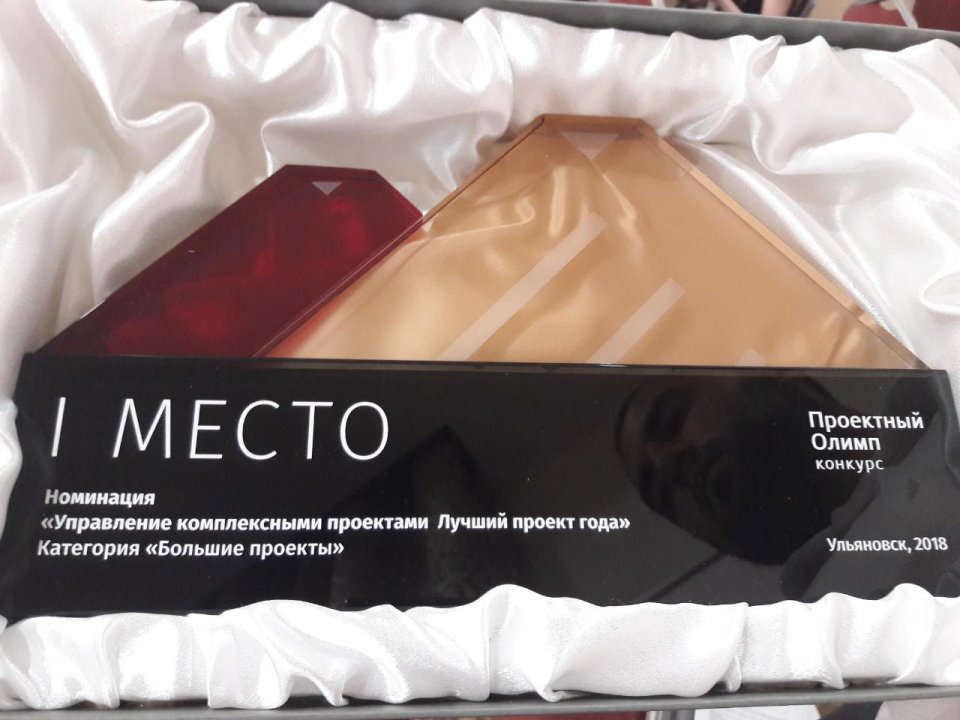 I МЕСТО
Номинация
«Управление комплексными проектами Лучший проект года»
Категория «Большие проекты»
Проектный
Олимп
конкурс
Ульяновск, 2018